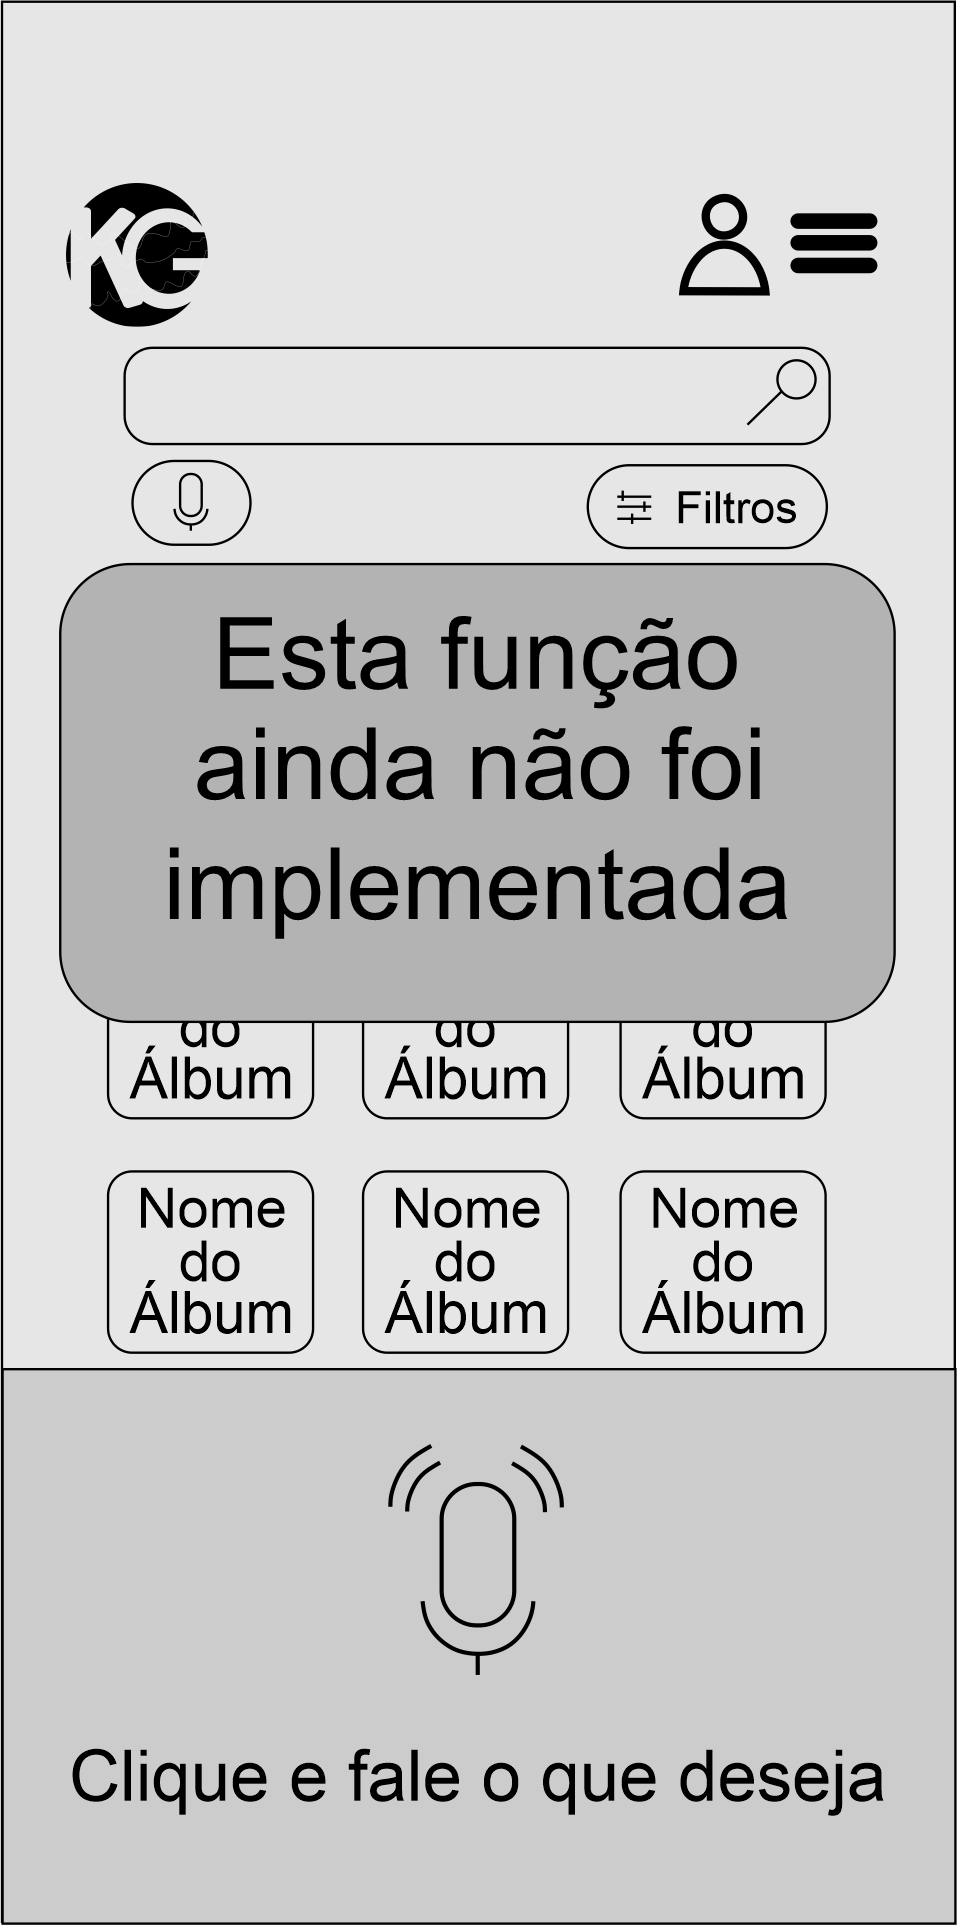 KG
Filtros
Esta função
ainda não foi
implementada
do do do
Álbum Álbum Álbum
Nome Nome Nome
do do do
Álbum Álbum Álbum
Clique e fale o que deseja